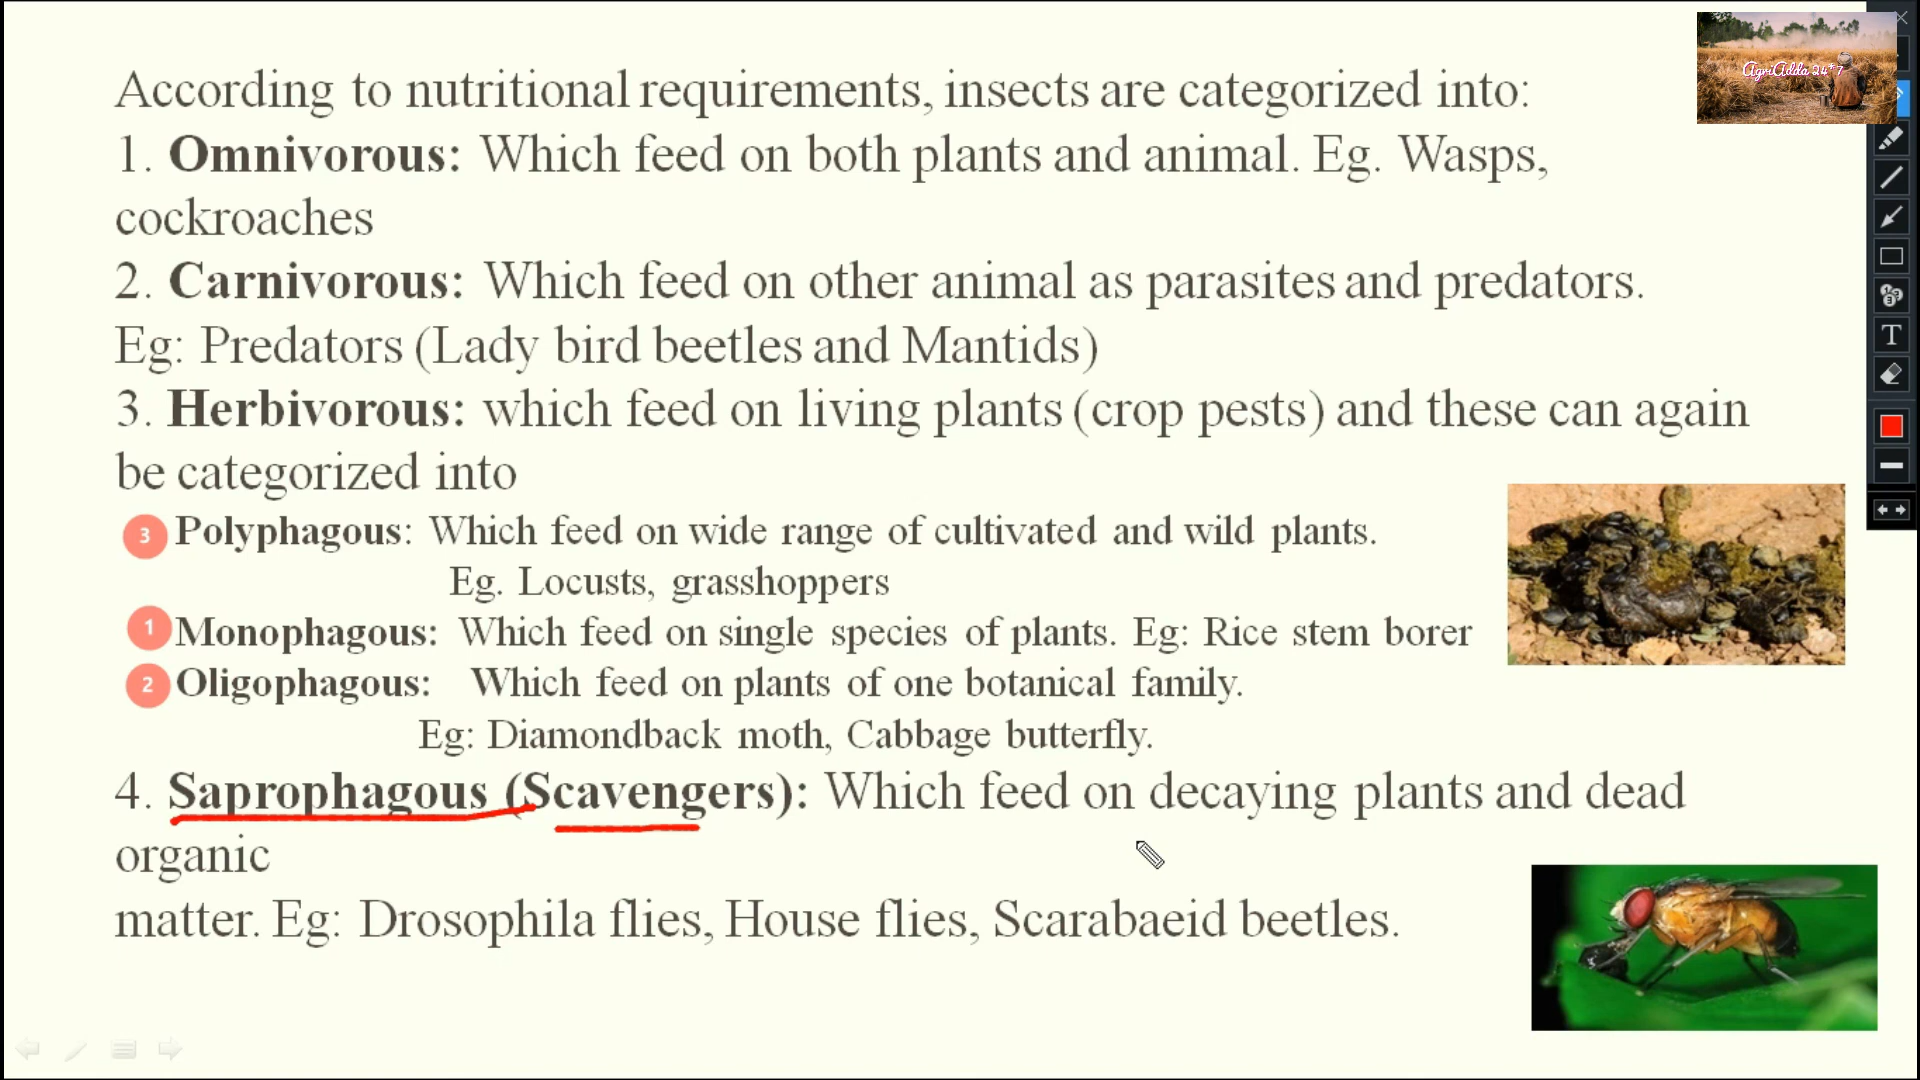 AgriAdda 24*7
According to nutritional requirements, insects are categorized into:
1. Omnivorous: Which feed on both plants and animal. Eg. Wasps,
cockroaches
2. Carnivorous: Which feed on other animal as parasites and predators.
Eg: Predators (Lady bird beetles and Mantids)
3. Herbivorous: which feed on living plants (crop pests) and these can again
be categorized into
3 Polyphagous: Which feed on wide range of cultivated and wild plants.
Eg. Locusts, grasshoppers
1 Monophagous: Which feed on single species of plants. Eg: Rice stem borer
2 Oligophagous: Which feed on plants of one botanical family.
Eg: Diamondback moth, Cabbage butterfly.
4. Saprophagous (Scavengers): Which feed on decaying plants and dead
organic
matter. Eg: Drosophila flies, House flies, Scarabaeid beetles.
T